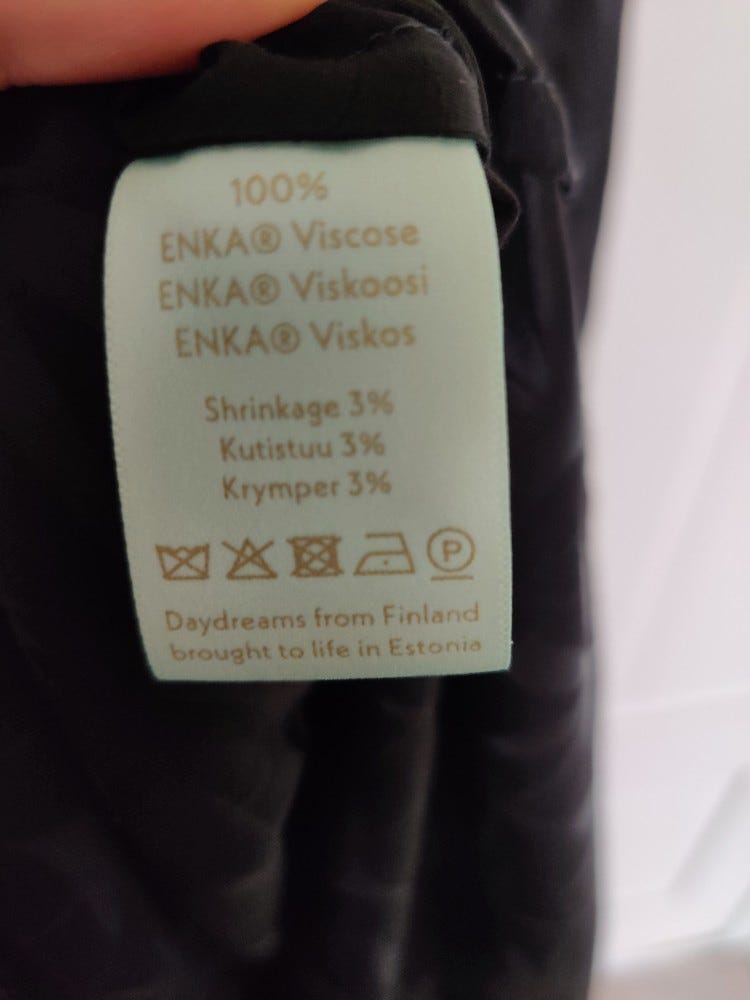 100%
ENKA® Viscose
ENKA® Viskoosi
ENKA® Viskos
Shrinkage 3%
Kutistuu 3%
Krymper 3%
P
Daydreams from Finland
brought to life in Estonia